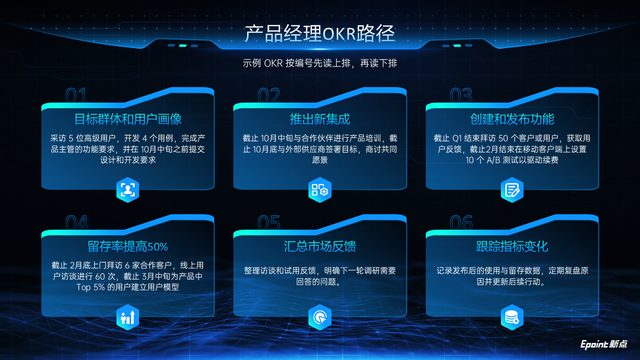 产品经理OKR路径
示例 OKR 按编号先读上排，再读下排
01
目标群体和用户画像
采访 5 位高级用户，开发 4 个用例，完成产
品主管的功能要求，并在 10月中旬之前提交
设计和开发要求
02
推出新集成
截止 10月中旬与合作伙伴进行产品培训，截
止 10月底与外部供应商签署目标，商讨共同
愿景
03
创建和发布功能
截止 Q1 结束拜访 50 个客户或用户，获取用
户反馈，截止2月结束在移动客户端上设置
10 个 A/B 测试以驱动续费
04
留存率提高50%
截止 2月底上门拜访 6 家合作客户，线上用
户访谈进行 60 次，截止 3月中旬为产品中
Top 5% 的用户建立用户模型
05
汇总市场反馈
整理访谈和试用反馈，明确下一轮调研需要
回答的问题。
06
跟踪指标变化
记录发布后的使用与留存数据，定期复盘原
因并更新后续行动。
Epoint 新点